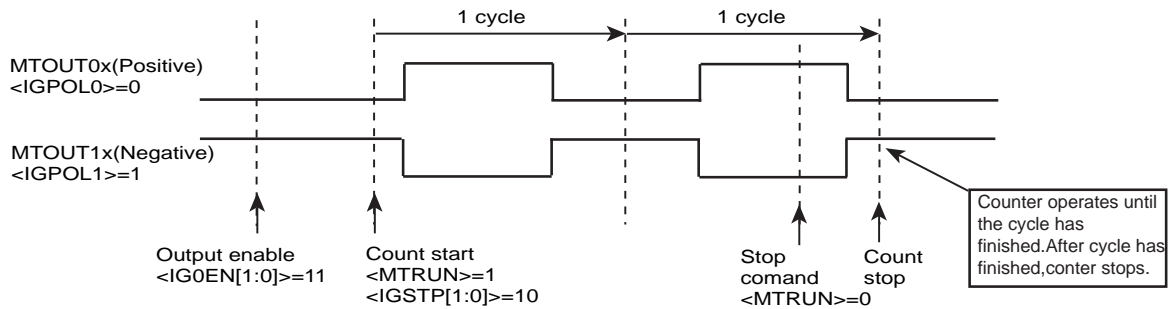 1 cycle
1 cycle
MTOUT0x(Positive)
<IGPOL0>=0
MTOUT1x(Negative)
<IGPOL1>=1
Output enable
<IG0EN[1:0]>=11
Count start
<MTRUN>=1
<IGSTP[1:0]>=10
Stop
comand
<MTRUN>=0
Count
stop
Counter operates until
the cycle has
finished.After cycle has
finished,conter stops.